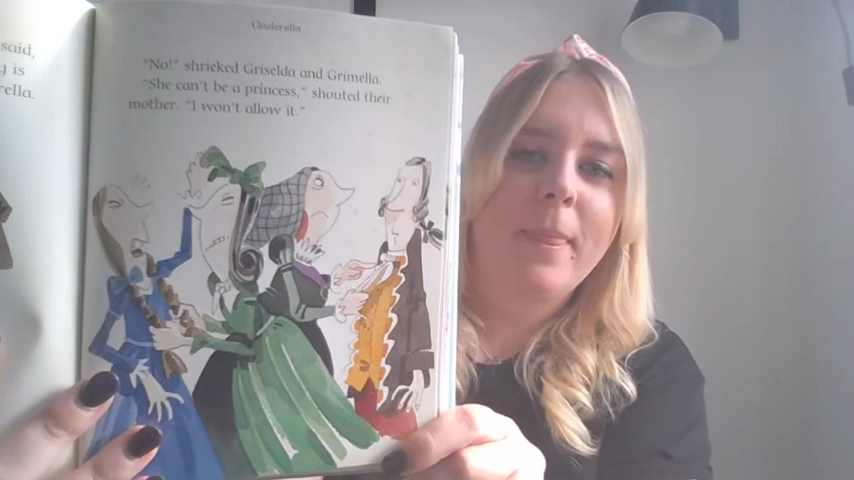 said,
y is
rella.
Cinderella
"No!" shrieked Griselda and Grimella.
"She can't be a princess," shouted their
mother. "I won't allow it."